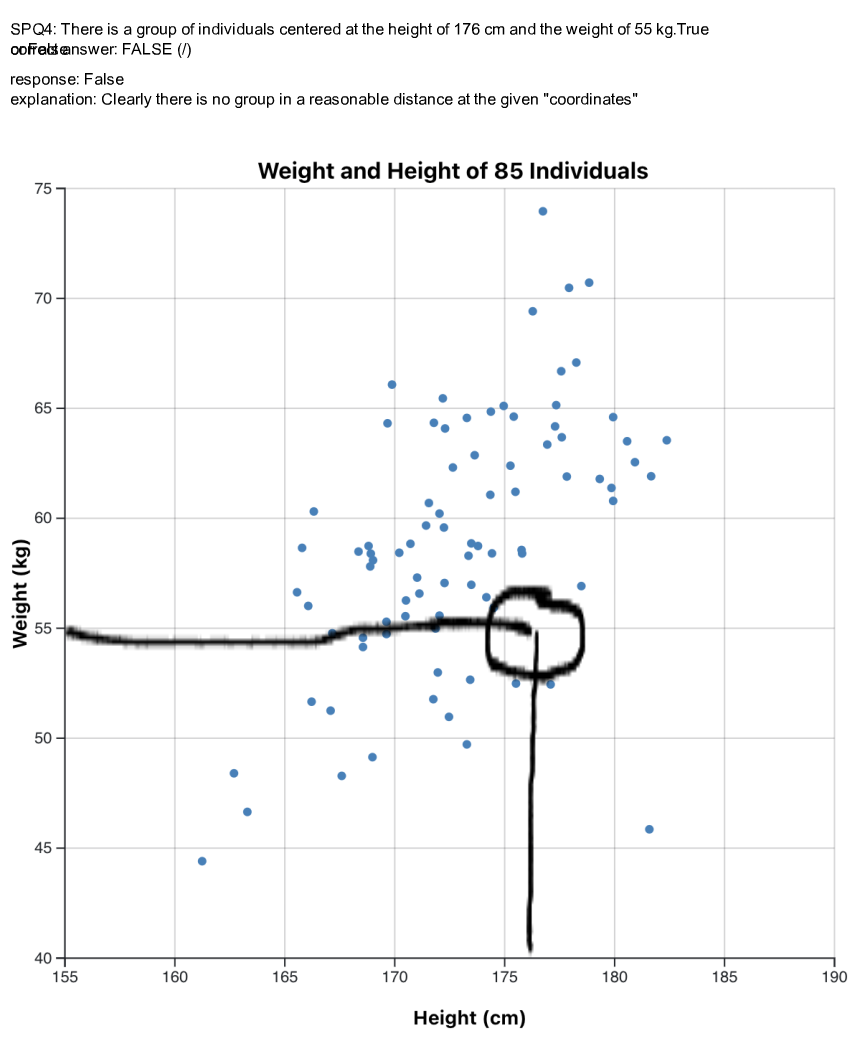 SPQ4: There is a group of individuals centered at the height of 176 cm and the weight of 55 kg.True
or False
correct answer: FALSE (/)
response: False
explanation: Clearly there is no group in a reasonable distance at the given "coordinates"
Weight and Height of 85 Individuals
75
70
65
60
55
50
45
40
Weight (kg)
155 160 165 170 175 180 185 190
Height (cm)